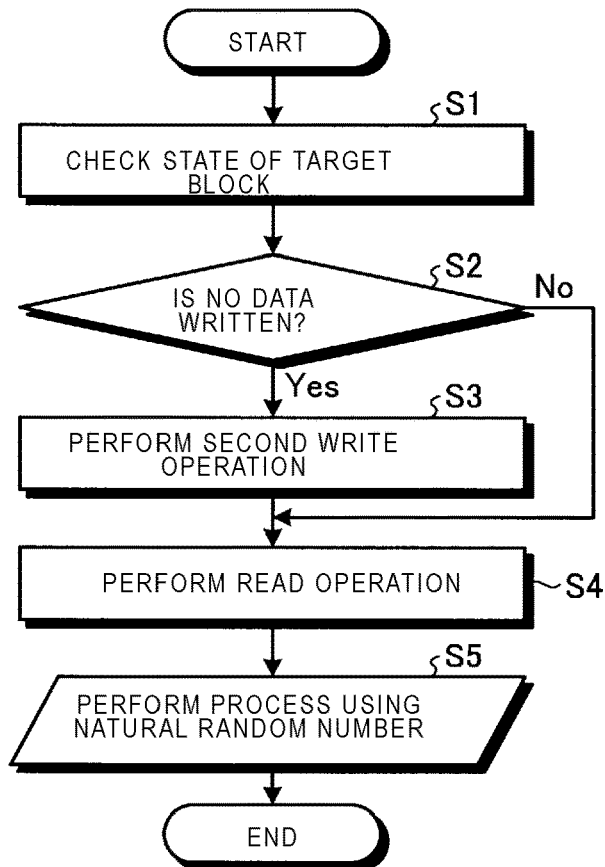 START
S1
CHECK STATE OF TARGET
BLOCK
S2
IS NO DATA
WRITTEN?
No
Yes
S3
PERFORM SECOND WRITE
OPERATION
PERFORM READ OPERATION
S4
S5
PERFORM PROCESS USING
NATURAL RANDOM NUMBER
END